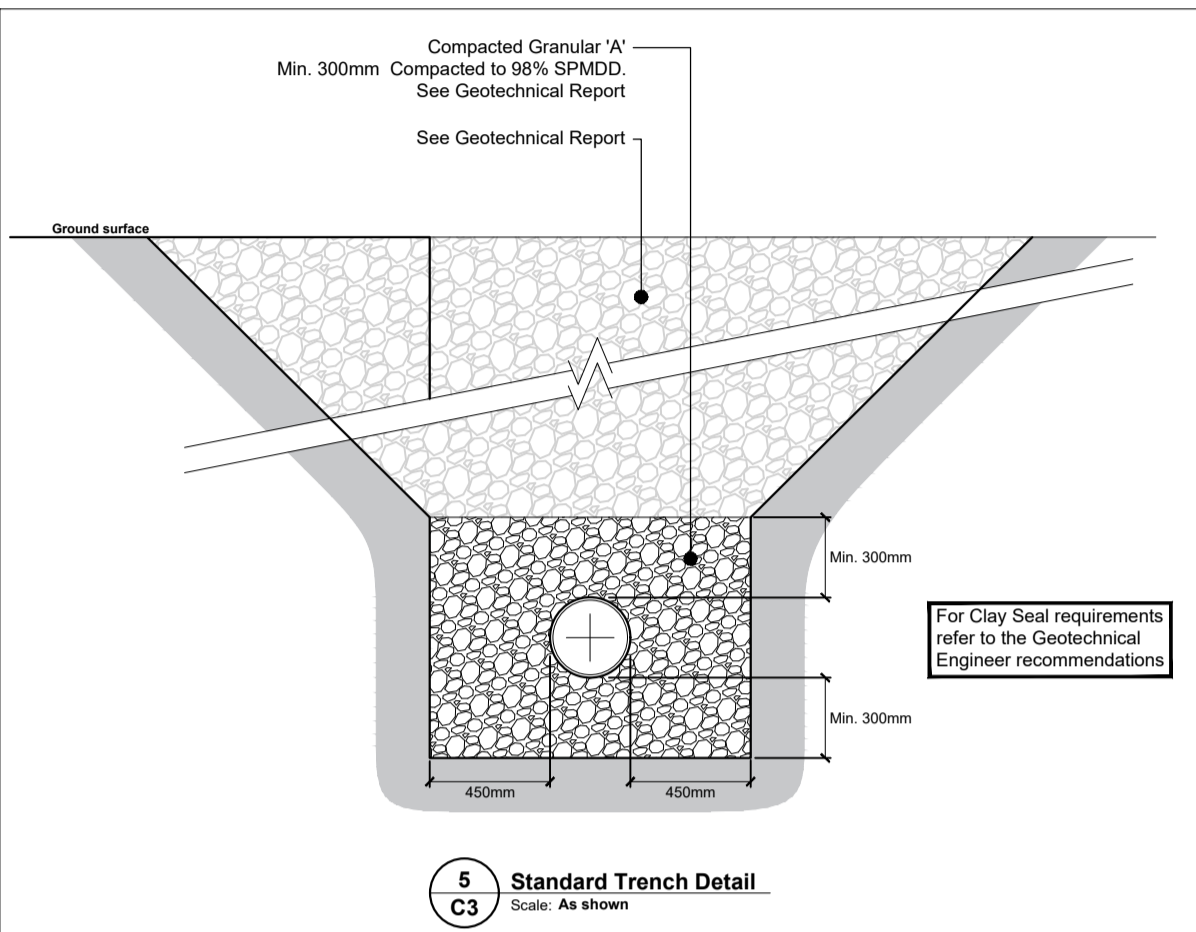 Compacted Granular 'A'
Min. 300mm Compacted to 98% SPMDD.
See Geotechnical Report
See Geotechnical Report
Ground surface
Min. 300mm
For Clay Seal requirements
refer to the Geotechnical
Engineer recommendations
Min. 300mm
450mm
450mm
5
C3
Standard Trench Detail
Scale: As shown